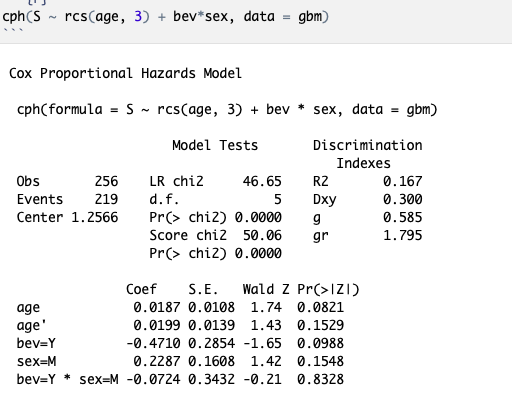 cph(S ~ rcs(age, 3) + bev*sex, data = gbm)
```
Cox Proportional Hazards Model
cph(formula = S ~ rcs(age, 3) + bev * sex, data = gbm)
Model Tests Discrimination
Indexes
Obs 256 LR chi2 46.65 R2 0.167
Events 219 d.f. 5 Dxy 0.300
Center 1.2566 Pr(> chi2) 0.0000 g 0.585
Score chi2 50.06 gr 1.795
Pr(> chi2) 0.0000
Coef S.E. Wald Z Pr(>|Z|)
age 0.0187 0.0108 1.74 0.0821
age' 0.0199 0.0139 1.43 0.1529
bev=Y -0.4710 0.2854 -1.65 0.0988
sex=M 0.2287 0.1608 1.42 0.1548
bev=Y * sex=M -0.0724 0.3432 -0.21 0.8328